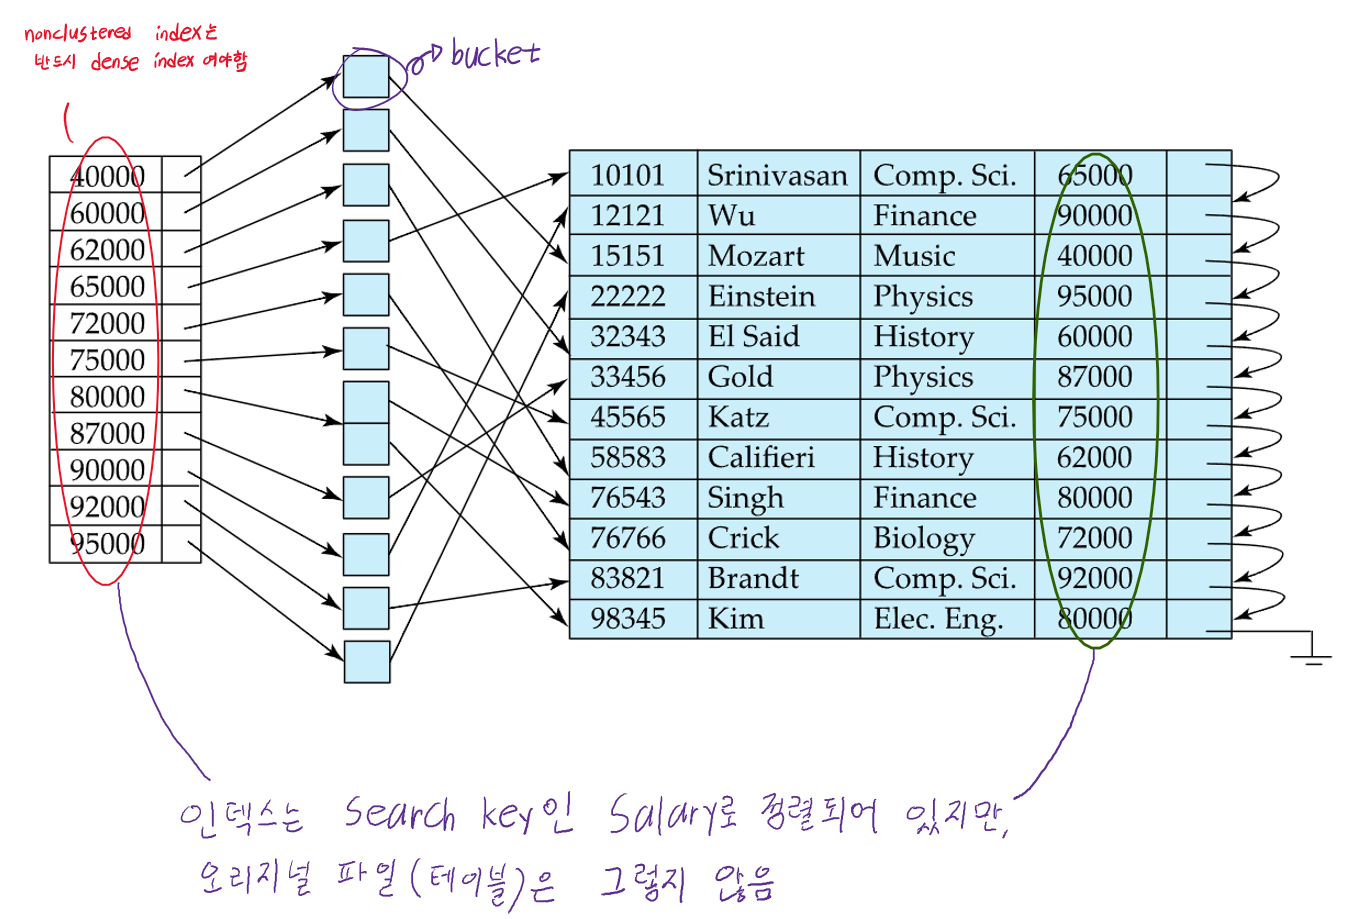 nonclustered index는
반드시 dense index 여야함
bucket
40000
60000
62000
65000
72000
75000
80000
87000
90000
92000
95000
10101 Srinivasan Comp. Sci. 65000
12121 Wu Finance 90000
15151 Mozart Music 40000
22222 Einstein Physics 95000
32343 El Said History 60000
33456 Gold Physics 87000
45565 Katz Comp. Sci. 75000
58583 Califieri History 62000
76543 Singh Finance 80000
76766 Crick Biology 72000
83821 Brandt Comp. Sci. 92000
98345 Kim Elec. Eng. 80000
인덱스는 search key인 salary로 정렬되어 있지만,
오리지널 파일(테이블)은 그렇지 않음